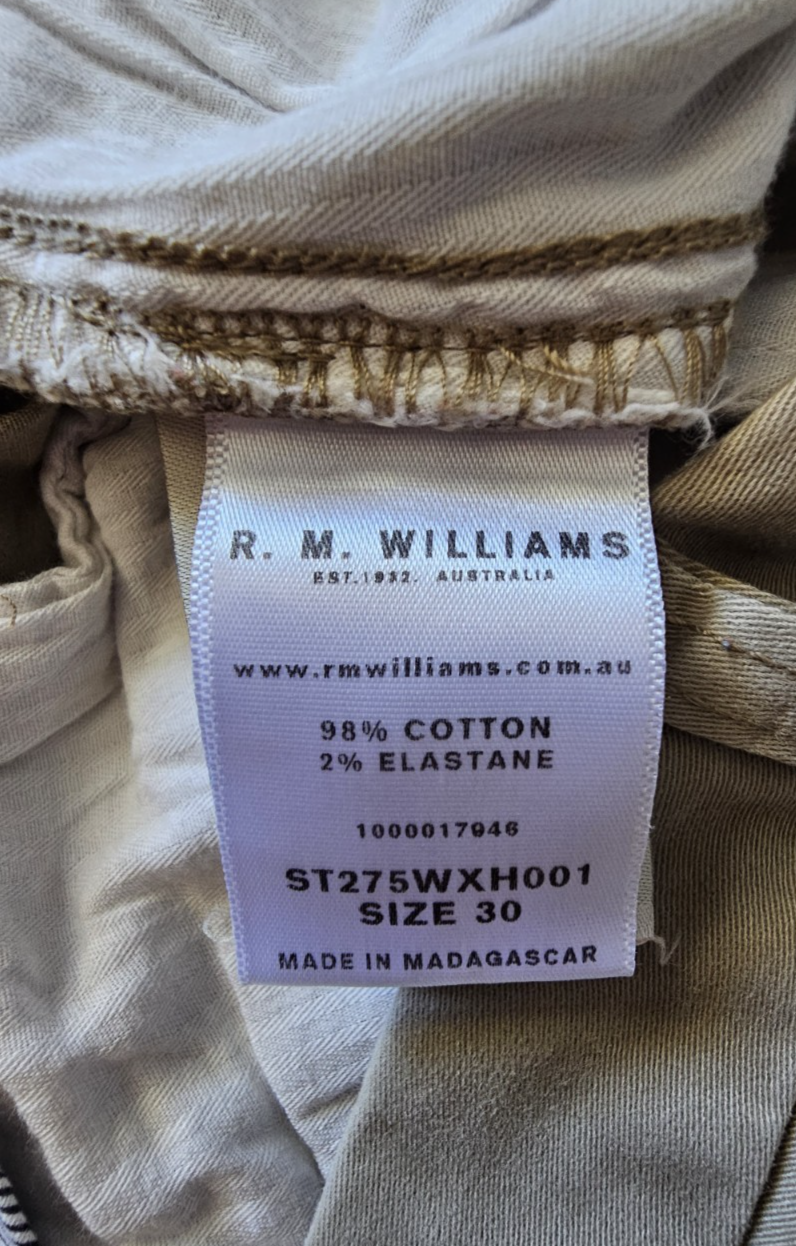 R. M. WILLIAMS
EST.1932. AUSTRALIA
www.rmwilliams.com.au
98% COTTON
2% ELASTANE
1000017946
ST275WXH001
SIZE 30
MADE IN MADAGASCAR